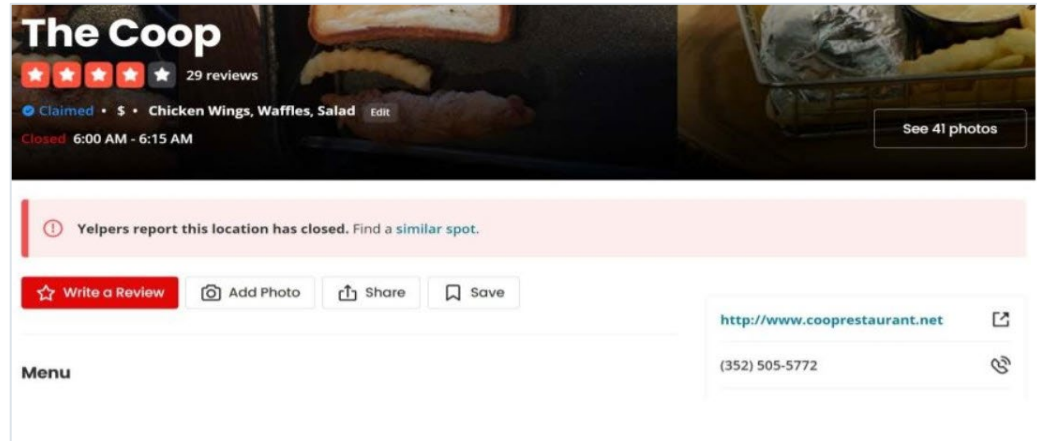 The Coop
29 reviews
Claimed • $ • Chicken Wings, Waffles, Salad Edit
Closed 6:00 AM - 6:15 AM
See 41 photos
Yelpers report this location has closed. Find a similar spot.
Write a Review Add Photo Share Save
http://www.cooprestaurant.net
(352) 505-5772
Menu